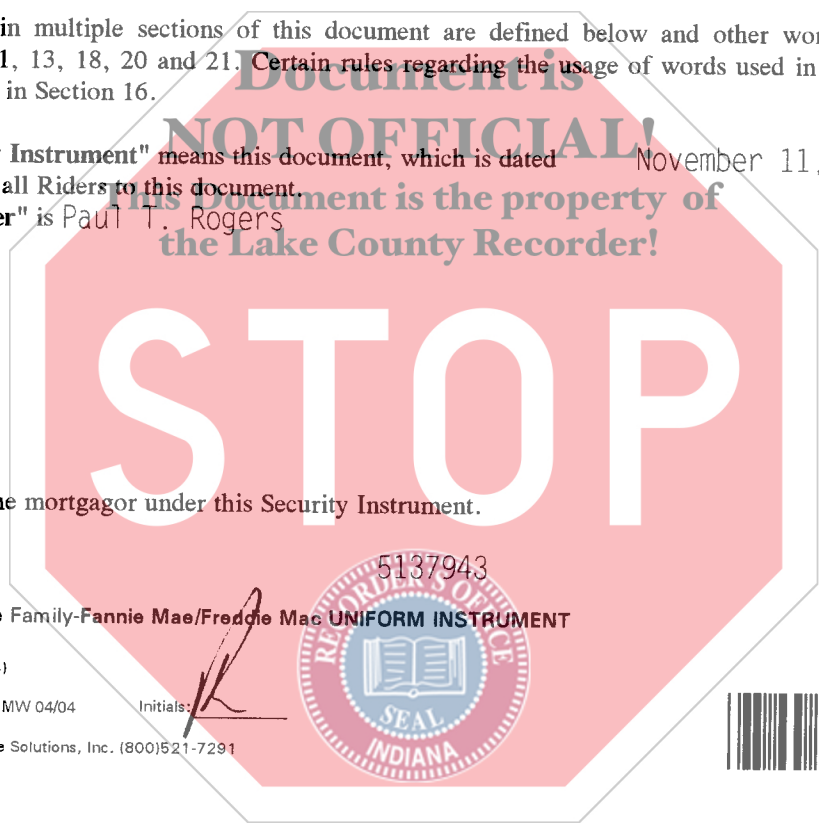 in multiple sections of this document are defined below and other wor
1, 13, 18, 20 and 21. Certain rules regarding the usage of words used in
in Section 16.
Document is
NOT OFFICIAL!
This Document is the property of
the Lake County Recorder!
Instrument" means this document, which is dated November 11,
all Riders to this document.
er" is Paul T. Rogers
STOP
e mortgagor under this Security Instrument.
5137943
Family-Fannie Mae/Freddie Mac UNIFORM INSTRUMENT
MW 04/04 Initials:
e Solutions, Inc. (800)521-7291
RECORDER'S OFFICE
SEAL
INDIANA